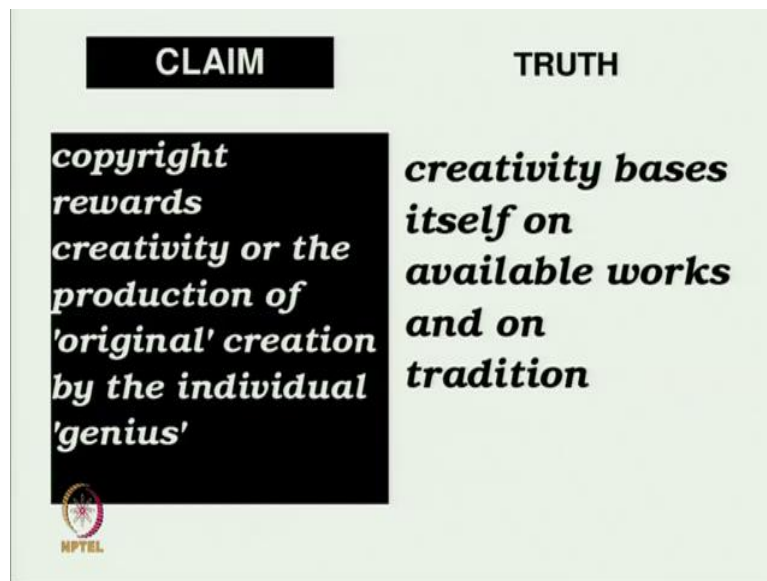 CLAIM
copyright
rewards
creativity or the
production of
'original' creation
by the individual
'genius'
TRUTH
creativity bases
itself on
available works
and on
tradition
NPTEL